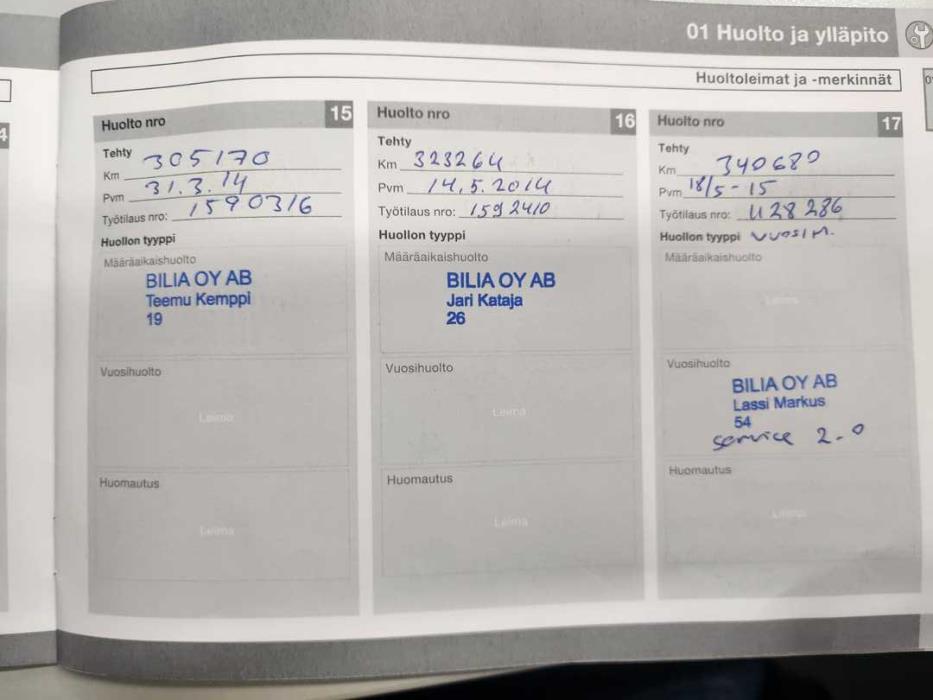 01 Huolto ja ylläpito
Huoltoleimat ja -merkinnät
4
Huolto nro 15
Tehty
Km 305170
Pvm 31.3.14
Työtilaus nro: 1590316
Huollon tyyppi
Määräaikaishuolto
BILIA OY AB
Teemu Kemppi
19
Vuosihuolto
Leima
Huomautus
Leima
Huolto nro 16
Tehty
Km 323264
Pvm 14.5.2014
Työtilaus nro: 1592410
Huollon tyyppi
Määräaikaishuolto
BILIA OY AB
Jari Kataja
26
Vuosihuolto
Leima
Huomautus
Leima
Huolto nro 17
Tehty
Km 340680
Pvm 18/5-15
Työtilaus nro: 428286
Huollon tyyppi
Määräaikaishuolto
Leima
Vuosihuolto
BILIA OY AB
Lassi Markus
54
service 2.0
Huomautus
Leima